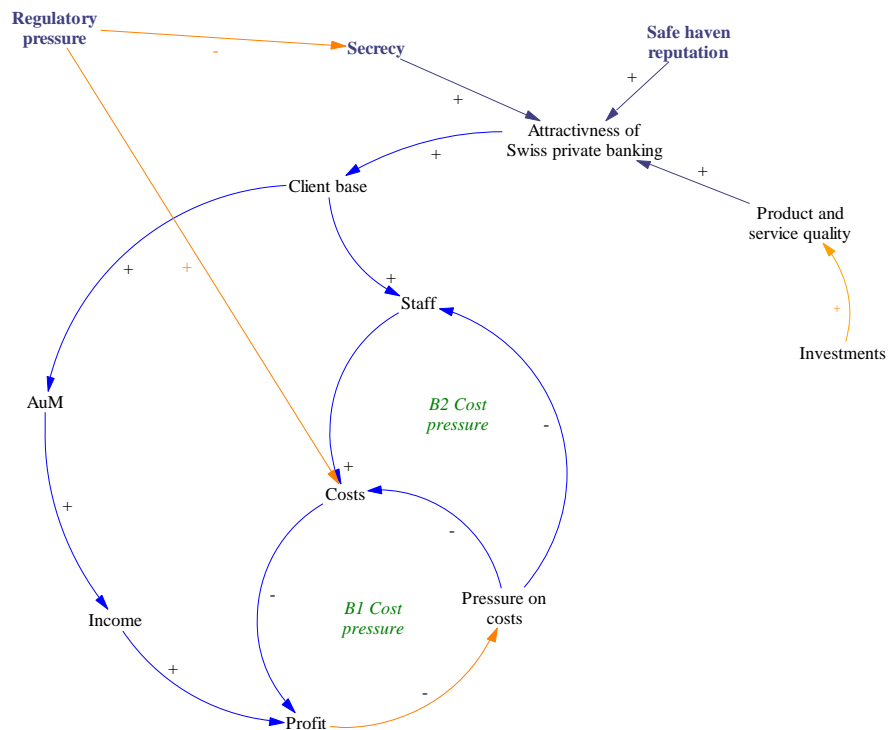 Regulatory
pressure
-
Secrecy
Safe haven
reputation
+
+
Attractivness of
Swiss private banking
+
+
Client base
Product and
service quality
+
+
+
Staff
+
Investments
AuM
B2 Cost
pressure
-
+
Costs
+
-
-
B1 Cost
pressure
Pressure on
costs
Income
+
-
Profit